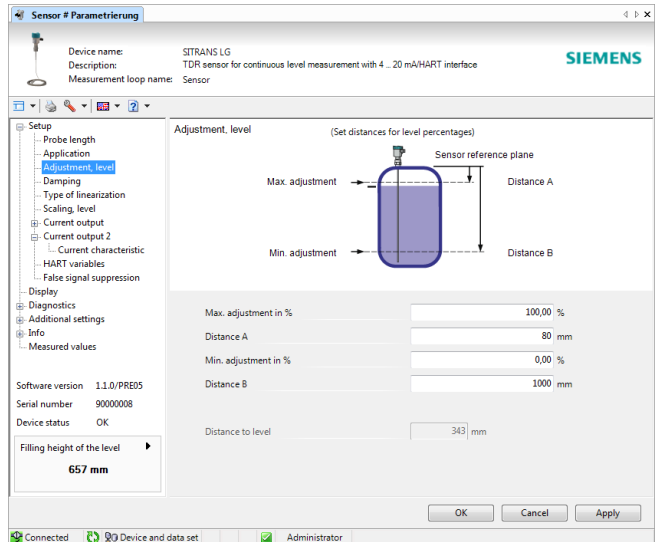 Sensor # Parametrierung
Device name: SITRANS LG
Description: TDR sensor for continuous level measurement with 4 .. 20 mA/HART interface
Measurement loop name: Sensor
SIEMENS
Setup
Probe length
Application
Adjustment, level
Damping
Type of linearization
Scaling, level
Current output
Current output 2
Current characteristic
HART variables
False signal suppression
Display
Diagnostics
Additional settings
Info
Measured values
Software version 1.1.0/PRE05
Serial number 90000008
Device status OK
Filling height of the level
657 mm
Adjustment, level
(Set distances for level percentages)
Sensor reference plane
Max. adjustment
Distance A
Min. adjustment
Distance B
Max. adjustment in % 100,00 %
Distance A 80 mm
Min. adjustment in % 0,00 %
Distance B 1000 mm
Distance to level 343 mm
OK Cancel Apply
Connected Device and data set Administrator